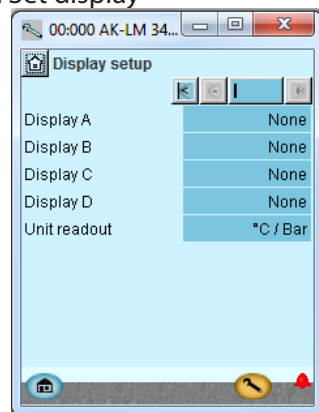 Set display
00:000 AK-LM 34...
Display setup
Display A None
Display B None
Display C None
Display D None
Unit readout °C / Bar